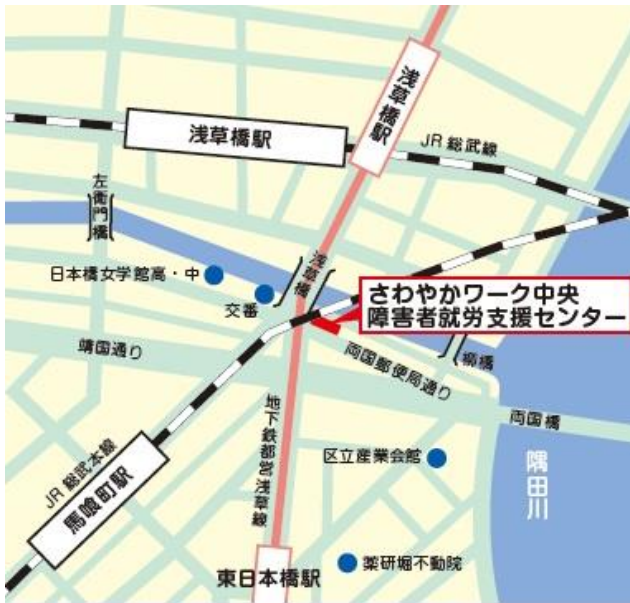 浅草橋駅
浅草橋駅
JR 総武線
左衛門橋
日本橋女学館高・中
交番
浅草橋
さわやかワーク中央
障害者就労支援センター
靖国通り
両国郵便局通り
柳橋
両国橋
地下鉄都営浅草線
区立産業会館
隅田川
JR 総武本線
馬喰町駅
東日本橋駅
薬研堀不動院